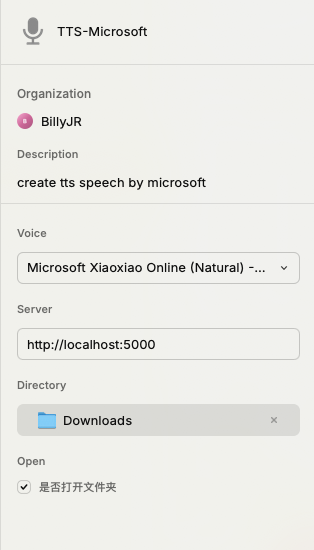 TTS-Microsoft
Organization
BillyJR
Description
create tts speech by microsoft
Voice
Microsoft Xiaoxiao Online (Natural) -...
Server
http://localhost:5000
Directory
Downloads
Open
是否打开文件夹